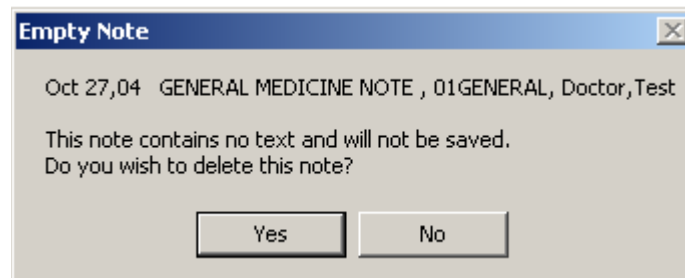 Empty Note
Oct 27,04 GENERAL MEDICINE NOTE , 01GENERAL, Doctor,Test
This note contains no text and will not be saved.
Do you wish to delete this note?
Yes No